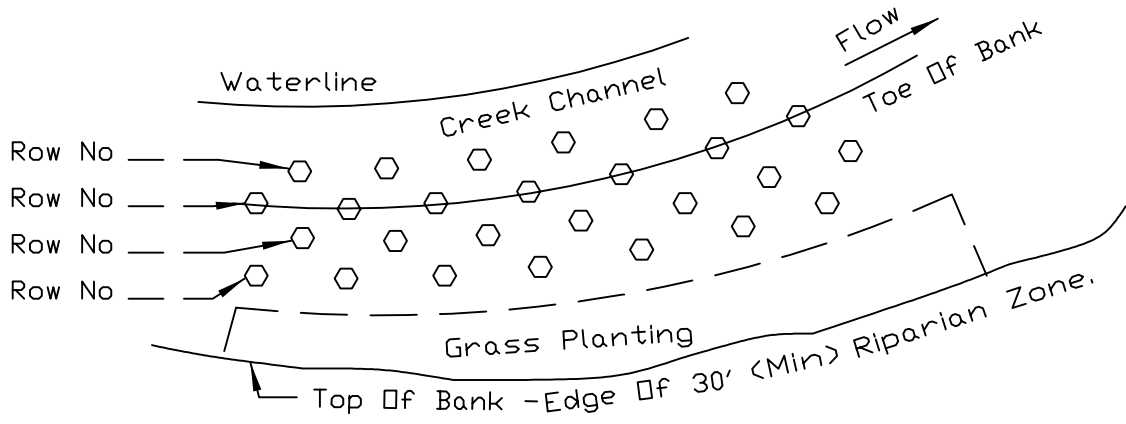 Flow
Waterline
Creek Channel
Toe Of Bank
Row No
Row No
Row No
Row No
Grass Planting
Top Of Bank -Edge Of 30' <Min> Riparian Zone.